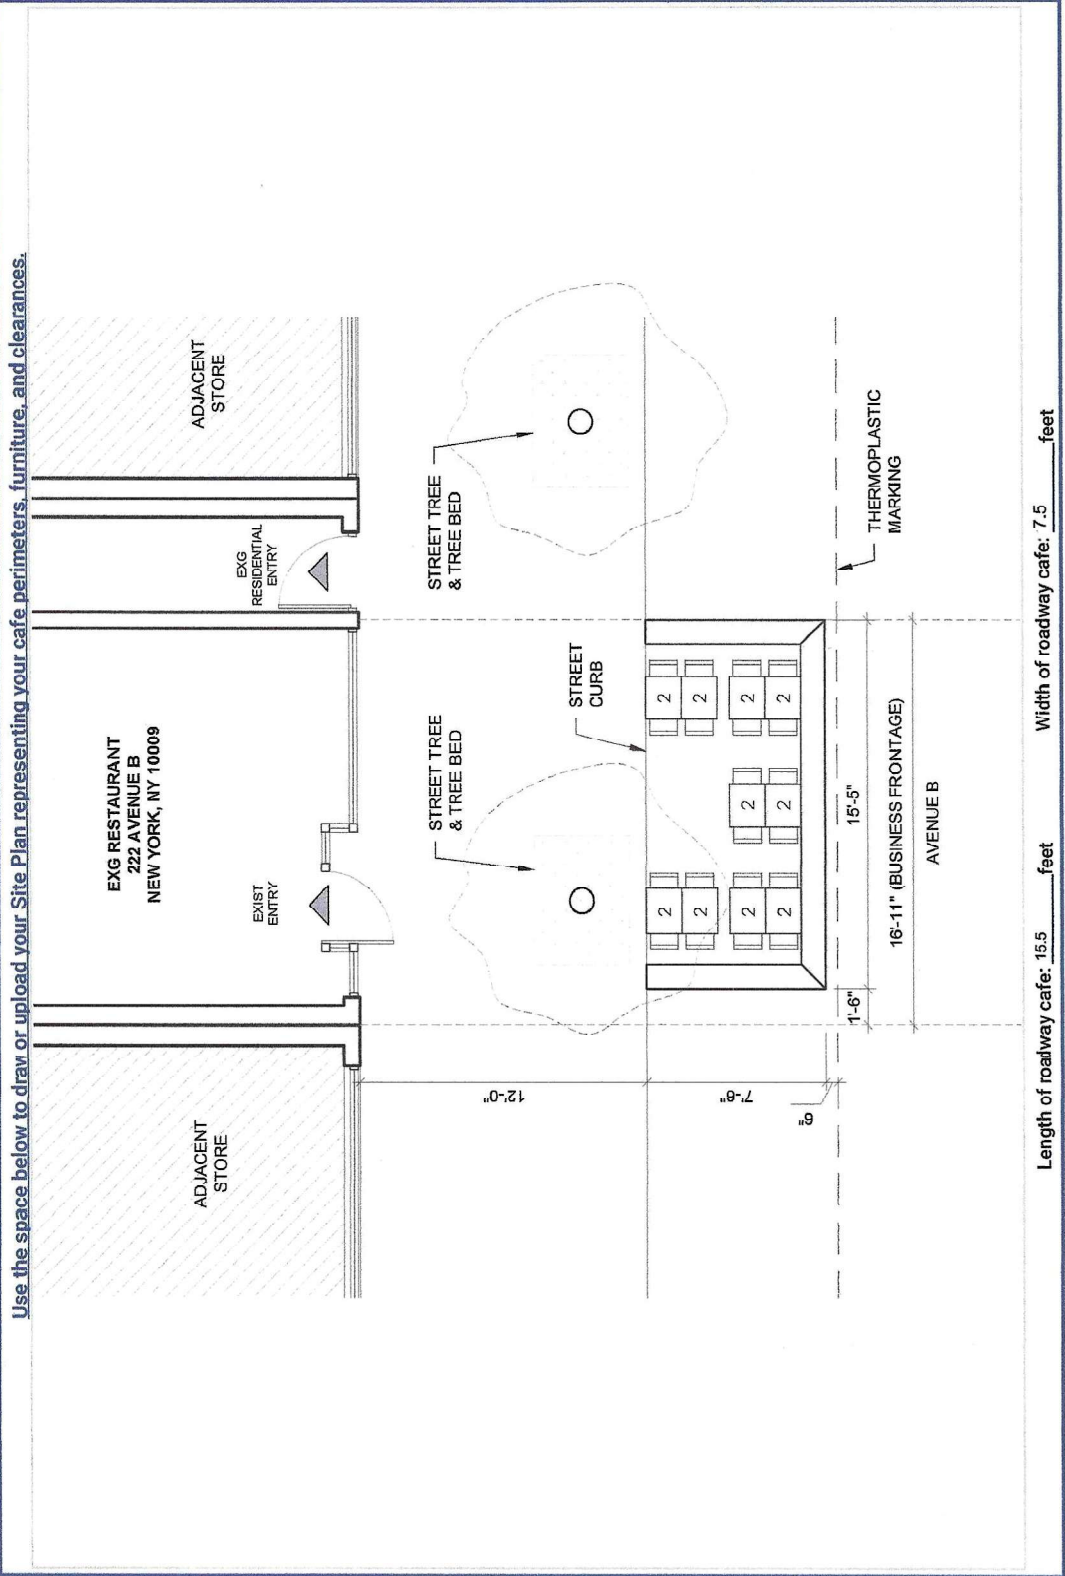 Use the space below to draw or upload your Site Plan representing your cafe perimeters, furniture, and clearances.
ADJACENT
STORE
EXG RESTAURANT
222 AVENUE B
NEW YORK, NY 10009
EXIST
ENTRY
EXG
RESIDENTIAL
ENTRY
ADJACENT
STORE
STREET TREE
& TREE BED
STREET TREE
& TREE BED
STREET
CURB
12'-0"
7'-6"
6"
2
2
2
2
2
2
2
2
2
2
THERMOPLASTIC
MARKING
1'-6"
15'-5"
16'-11" (BUSINESS FRONTAGE)
AVENUE B
Length of roadway cafe: 15.5 feet
Width of roadway cafe: 7.5 feet